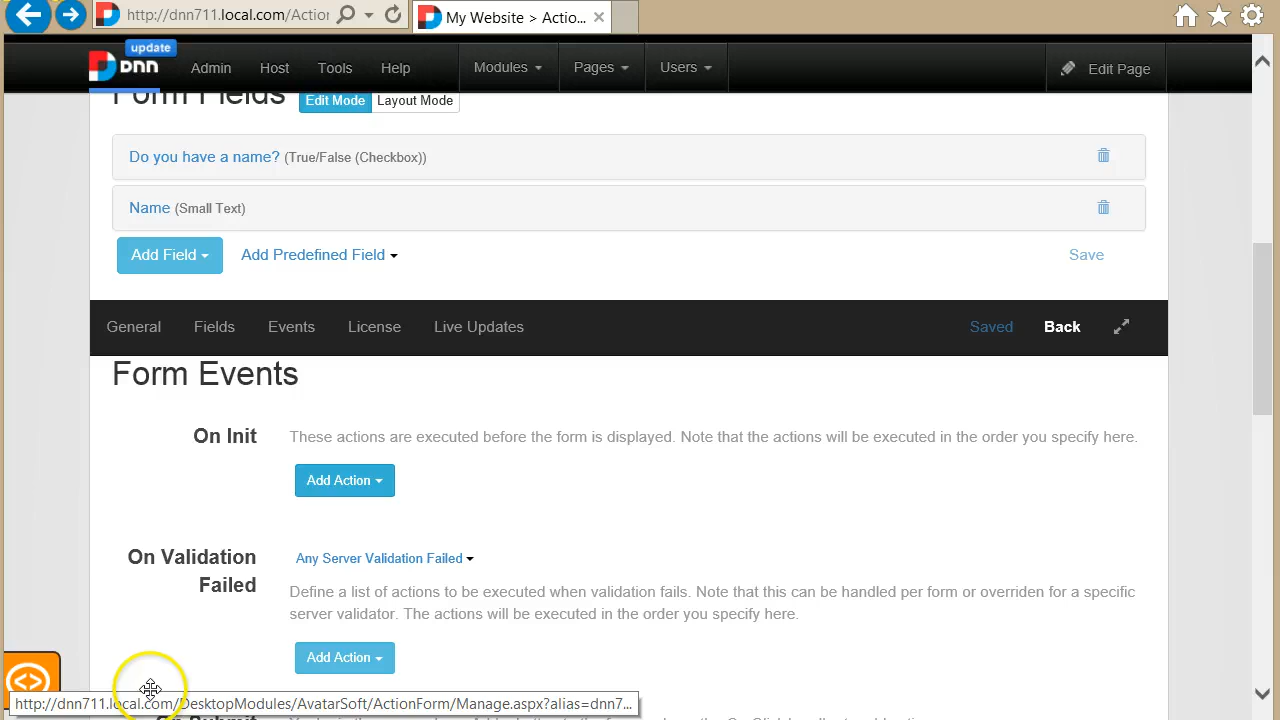 http://dnn711.local.com/Action
My Website > Actio...
update
DNN
Admin
Host
Tools
Help
Modules
Pages
Users
Edit Page
Form Fields
Edit Mode
Layout Mode
Do you have a name? (True/False (Checkbox))
Name (Small Text)
Add Field
Add Predefined Field
Save
General
Fields
Events
License
Live Updates
Saved
Back
Form Events
On Init
These actions are executed before the form is displayed. Note that the actions will be executed in the order you specify here.
Add Action
On Validation
Failed
Any Server Validation Failed
Define a list of actions to be executed when validation fails. Note that this can be handled per form or overriden for a specific
server validator. The actions will be executed in the order you specify here.
Add Action
http://dnn711.local.com/DesktopModules/AvatarSoft/ActionForm/Manage.aspx?alias=dnn7...
On Submit